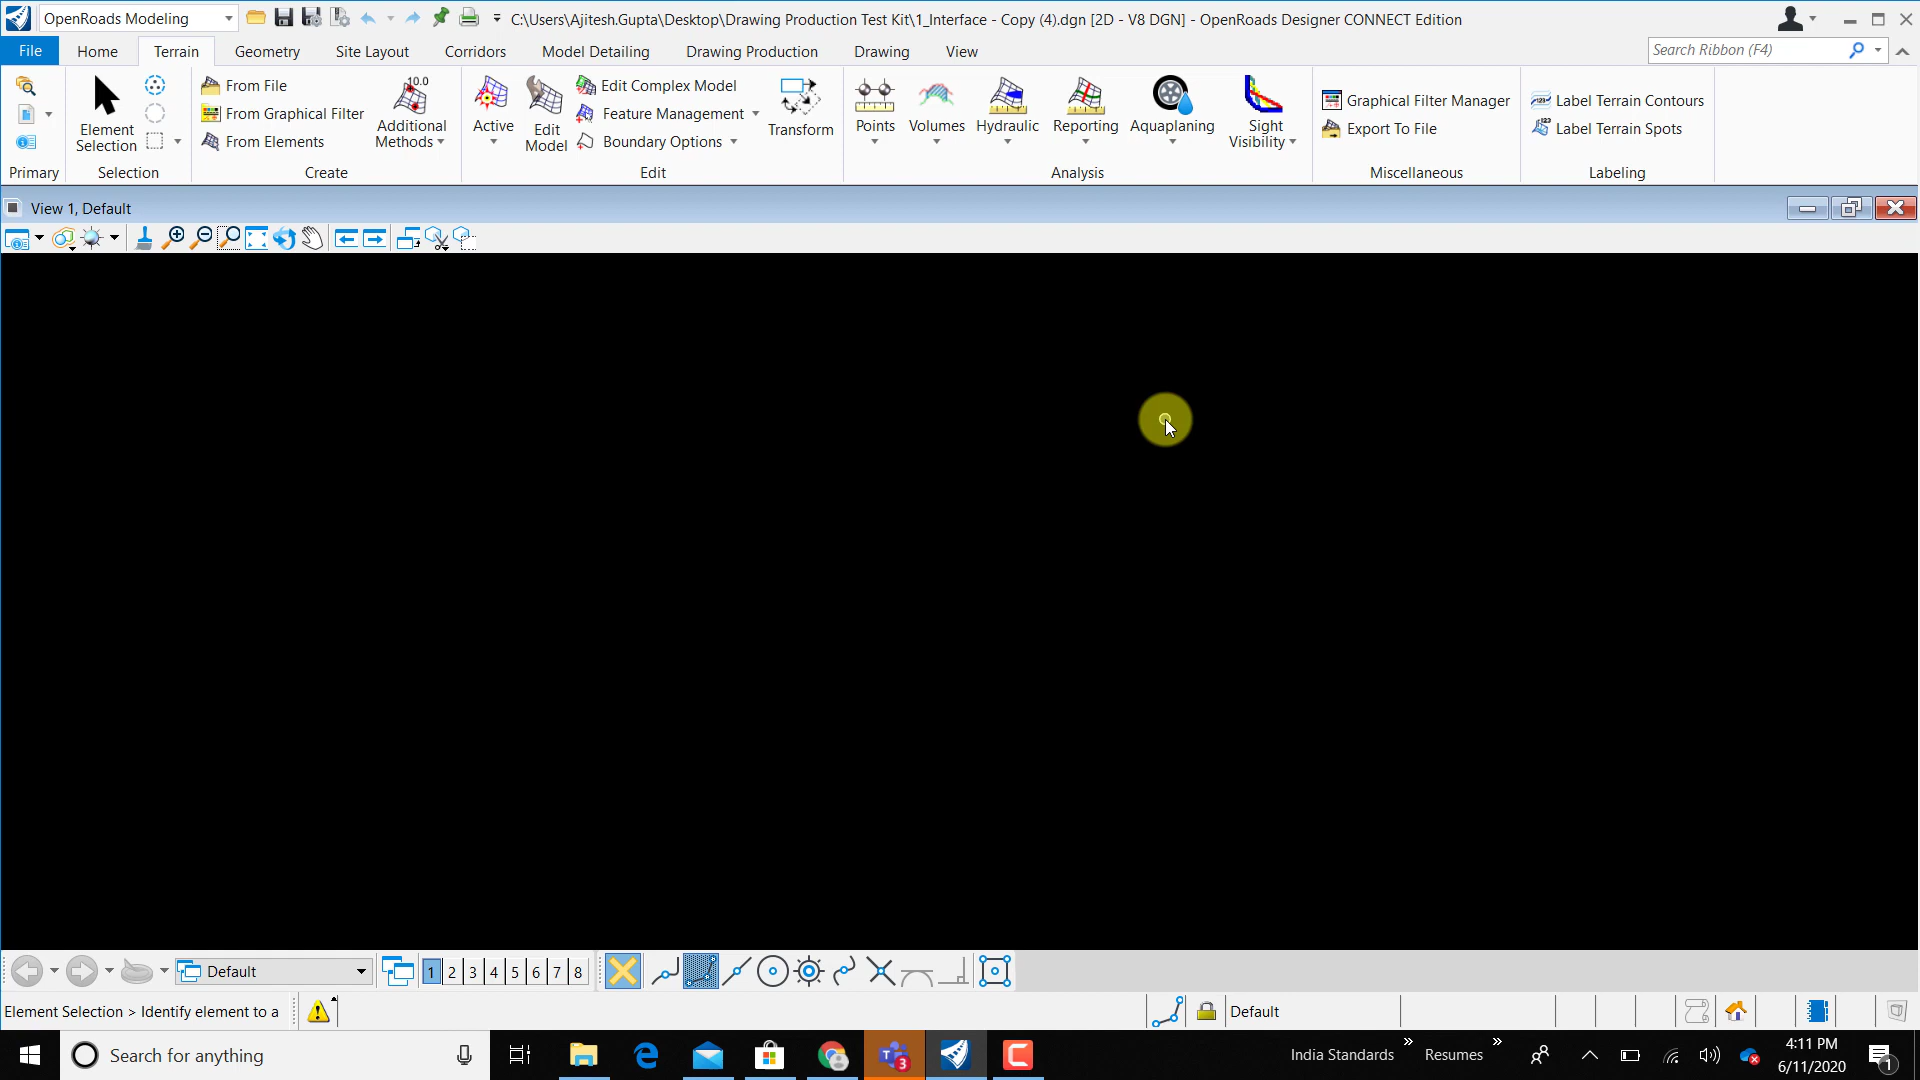 OpenRoads Modeling
C:\Users\Ajitesh.Gupta\Desktop\Drawing Production Test Kit\1_Interface - Copy (4).dgn [2D - V8 DGN] - OpenRoads Designer CONNECT Edition
File Home Terrain Geometry Site Layout Corridors Model Detailing Drawing Production Drawing View
Search Ribbon (F4)
Element Selection
From File
From Graphical Filter
From Elements
10.0
Additional Methods
Active
Edit Model
Edit Complex Model
Feature Management
Boundary Options
Transform
Points
Volumes
Hydraulic
Reporting
Aquaplaning
Sight Visibility
Graphical Filter Manager
Export To File
Label Terrain Contours
Label Terrain Spots
Primary Selection Create Edit Analysis Miscellaneous Labeling
View 1, Default
Default
1 2 3 4 5 6 7 8
Element Selection > Identify element to a
Default
Search for anything
3
India Standards
»
Resumes
»
4:11 PM
6/11/2020
1